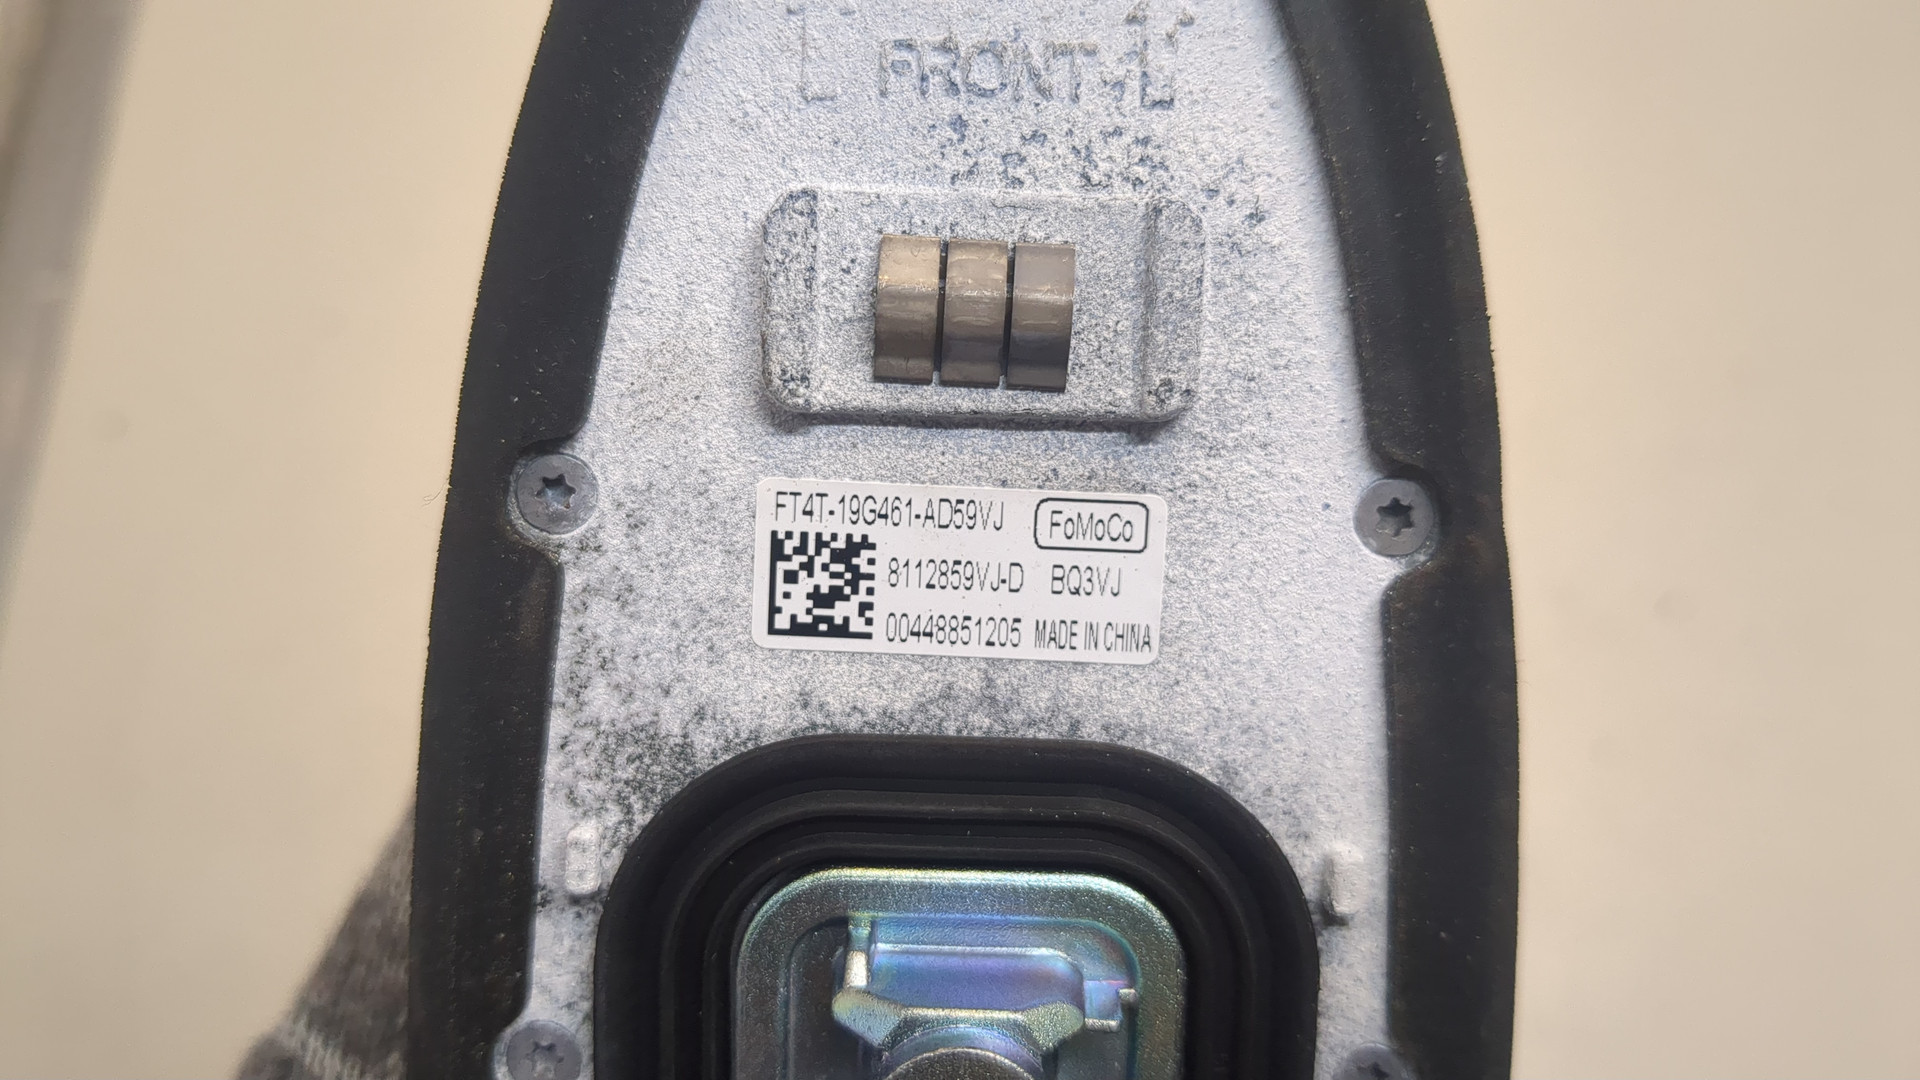 FRONT
FT4T-19G461-AD59VJ FoMoCo
8112859VJ-D BQ3VJ
00448851205 MADE IN CHINA